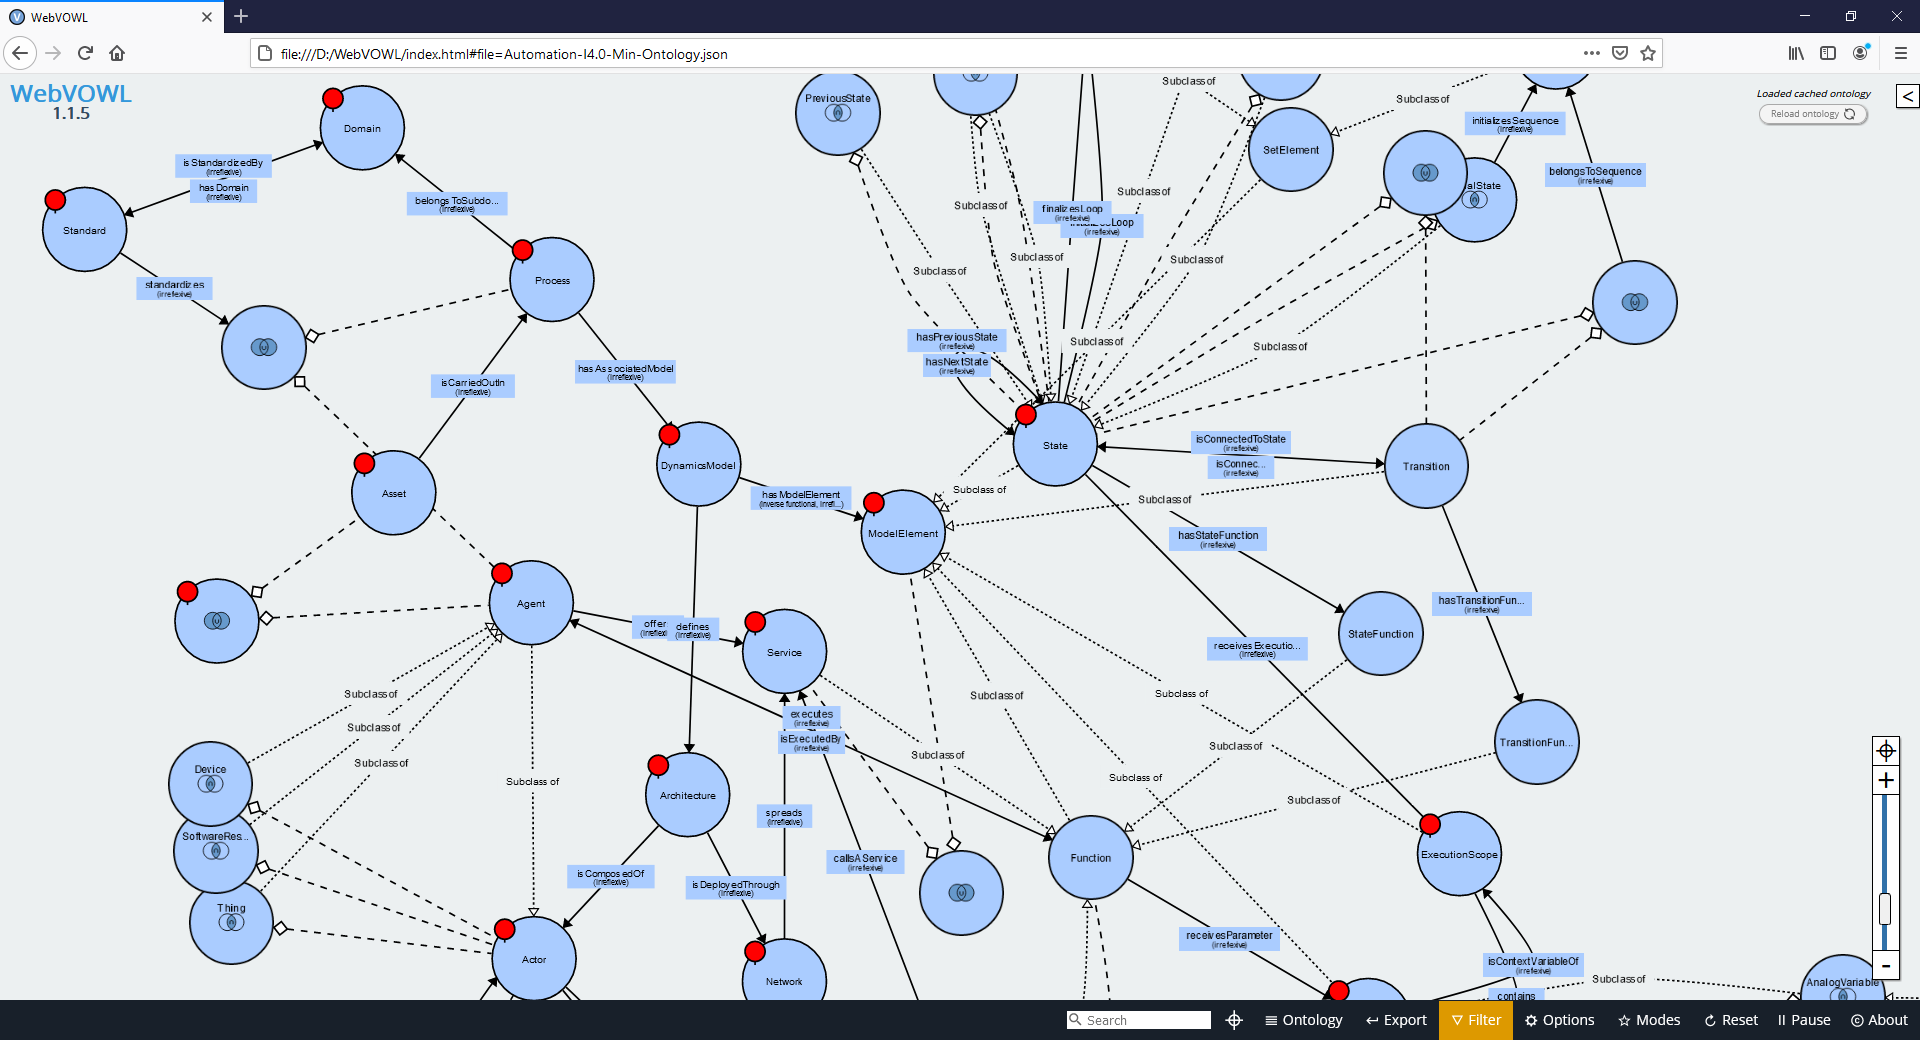 WebVOWL
file:///D:/WebVOWL/index.html#file=Automation-I4.0-Min-Ontology.json
WebVOWL
1.1.5
Loaded cached ontology
Reload ontology
<
Domain
PreviousState
Subclass of
Subclass of
SetElement
initializesSequence
(irreflexive)
isStandardizedBy
(irreflexive)
hasDomain
(irreflexive)
belongsToSubdo...
(irreflexive)
Subclass of
Subclass of
belongsToSequence
(irreflexive)
alState
finalizesLoop
(irreflexive)
Loop
(irreflexive)
Standard
Process
standardizes
(irreflexive)
Subclass of
Subclass of
Subclass of
hasPreviousState
(irreflexive)
hasNextState
(irreflexive)
Subclass of
Subclass of
isCarriedOutIn
(irreflexive)
hasAssociatedModel
(irreflexive)
State
isConnectedToState
(irreflexive)
isConnec...
(irreflexive)
Transition
Asset
DynamicsModel
hasModelElement
(inverse functional, irrefl...)
Subclass of
Subclass of
ModelElement
hasStateFunction
(irreflexive)
Agent
offer
(irreflexi
defines
(irreflexive)
Service
hasTransitionFun...
(irreflexive)
StateFunction
receivesExecutio...
(irreflexive)
Subclass of
Subclass of
Subclass of
Subclass of
executes
(irreflexive)
isExecutedBy
(irreflexive)
Subclass of
Subclass of
TransitionFun...
Subclass of
Device
Subclass of
Subclass of
Subclass of
Architecture
spreads
(irreflexive)
SoftwareRes...
callsAService
(irreflexive)
Function
ExecutionScope
isComposedOf
(irreflexive)
isDeployedThrough
(irreflexive)
Thing
receivesParameter
(irreflexive)
Actor
Network
isContextVariableOf
(irreflexive)
contains
Subclass of
AnalogVariable
+
-
Search
Ontology
Export
Filter
Options
Modes
Reset
Pause
About